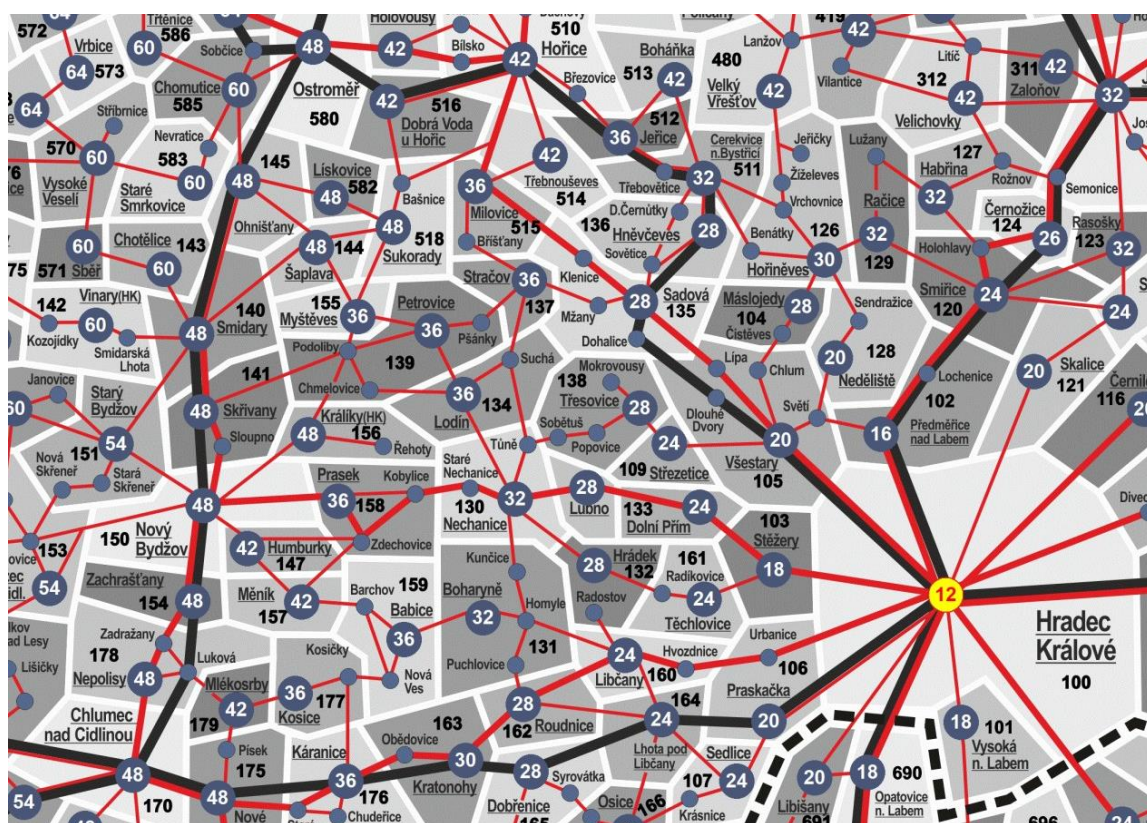 572
Třtěnice
586
48
42
Holovousy
Bílsko
510
Hořice
42
Boháňka
513
42
480
Lanžov
419
42
Litíč
311
42
Zaloňov
32
Vrbice
64
573
60
Sobčice
Chomutice
585
60
Ostroměř
580
42
516
Dobrá Voda
u Hořic
Březovice
512
36
Jeřice
Velký
Vřešťov
42
Vilantice
312
42
Velichovky
64
Stříbrnice
570
60
Nevratice
583
60
Vysoké
Veselí
Staré
Smrkovice
145
48
Lískovice
48
582
Bašnice
42
Třebnouševes
514
36
Milovice
515
Třebovětice
32
Cerekvice
n.Bystřicí
511
Jeřičky
Žíželeves
Vrchovnice
Lužany
Habřina
127
32
Rožnov
Semonice
60
571
Sběř
Chotělice
143
60
Ohnišťany
48
144
Šaplava
48
518
Sukorady
Bříšťany
136
D.Černútky
Hněvčeves
28
Sovětice
Benátky
126
30
Hořiněves
Račice
32
129
Černožice
124
26
Rasošky
123
32
Holohlavy
142
Vinary(HK)
60
Kozojídky
Smidarská
Lhota
140
48
Smidary
155
Myštěves
36
Petrovice
36
Stračov
36
137
Klenice
Mžany
Pšánky
28
Sadová
135
Dohalice
Máslojedy
104
28
Čistěves
Sendražice
Smiřice
24
120
24
Janovice
Starý
Bydžov
54
141
Podoliby
139
Chmelovice
36
134
Lodín
Suchá
138
Mokrovousy
Třesovice
28
Lípa
Chlum
20
128
Neděliště
Lochenice
102
Skalice
20
121
116
151
Nová
Skřeneř
Stará
Skřeneř
48
Skřivany
Sloupno
Králíky(HK)
48
156
Řehoty
Tůně
Sobětuš
Popovice
24
109
Střezetice
Dlouhé
Dvory
20
Všestary
105
Světí
16
Předměřice
nad Labem
48
150
Nový
Bydžov
Prasek
36
158
Kobylice
Staré
Nechanice
130
32
Nechanice
28
Lubno
133
24
Dolní Přím
103
Stěžery
18
153
54
Zachrašťany
154
48
42
Humburky
147
Zdechovice
Kunčice
28
Hrádek
132
161
Radíkovice
24
Těchlovice
12
Hradec
Králové
100
Měník
42
157
Barchov
159
Babice
36
Boharyně
32
Homyle
131
Radostov
Zadražany
178
48
Nepolisy
Luková
Mlékosrby
42
179
Kosičky
36
177
Kosice
Nová
Ves
Puchlovice
24
160
Libčany
Hvozdnice
Urbanice
106
Lišičky
Chlumec
nad Cidlinou
48
170
Písek
175
48
Nové
Káranice
36
176
Chudeřice
163
Obědovice
30
Kratonohy
28
162
Roudnice
164
24
Lhota pod
Libčany
Praskačka
20
Sedlice
24
107
Krásnice
28
Syrovátka
Dobřenice
165
Osice
166
20
Libišany
691
18
690
Opatovice
n. Labem
18
101
Vysoká
n. Labem
54
24
696